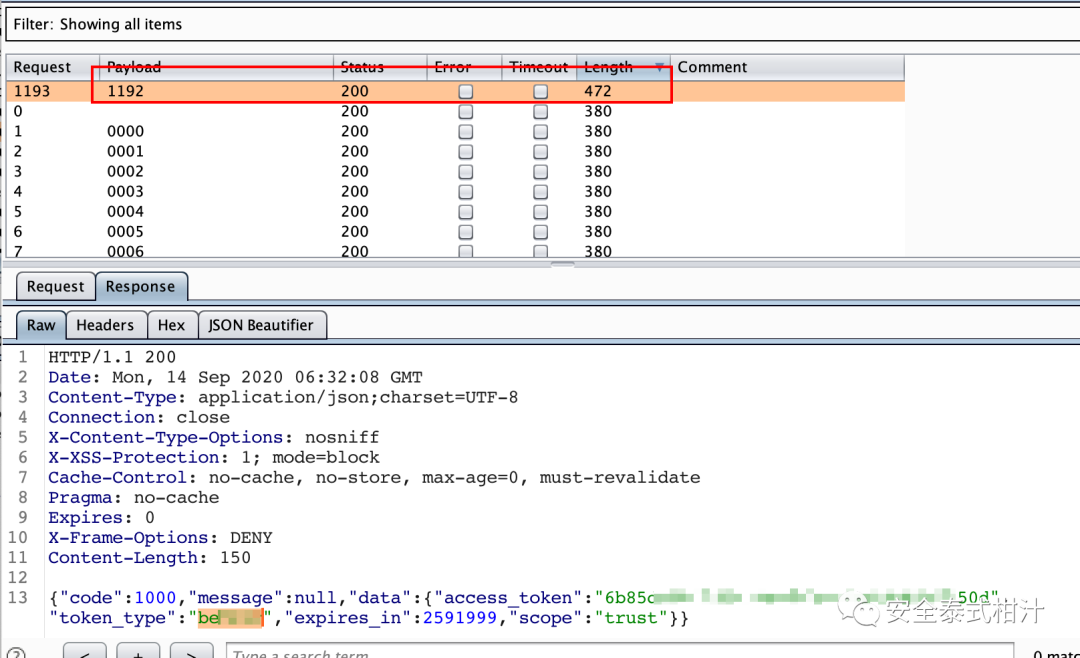 Filter: Showing all items
Request Payload Status Error Timeout Length Comment
1193 1192 200 472
0 200 380
1 0000 200 380
2 0001 200 380
3 0002 200 380
4 0003 200 380
5 0004 200 380
6 0005 200 380
7 0006 200 380
Request Response
Raw Headers Hex JSON Beautifier
1 HTTP/1.1 200
2 Date: Mon, 14 Sep 2020 06:32:08 GMT
3 Content-Type: application/json;charset=UTF-8
4 Connection: close
5 X-Content-Type-Options: nosniff
6 X-XSS-Protection: 1; mode=block
7 Cache-Control: no-cache, no-store, max-age=0, must-revalidate
8 Pragma: no-cache
9 Expires: 0
10 X-Frame-Options: DENY
11 Content-Length: 150
12
13 {"code":1000,"message":null,"data":{"access_token":"6b85 50d",
"token_type":"be","expires_in":2591999,"scope":"trust"}}
安全泰式柑汁
? < + > Type a search term 0 matc